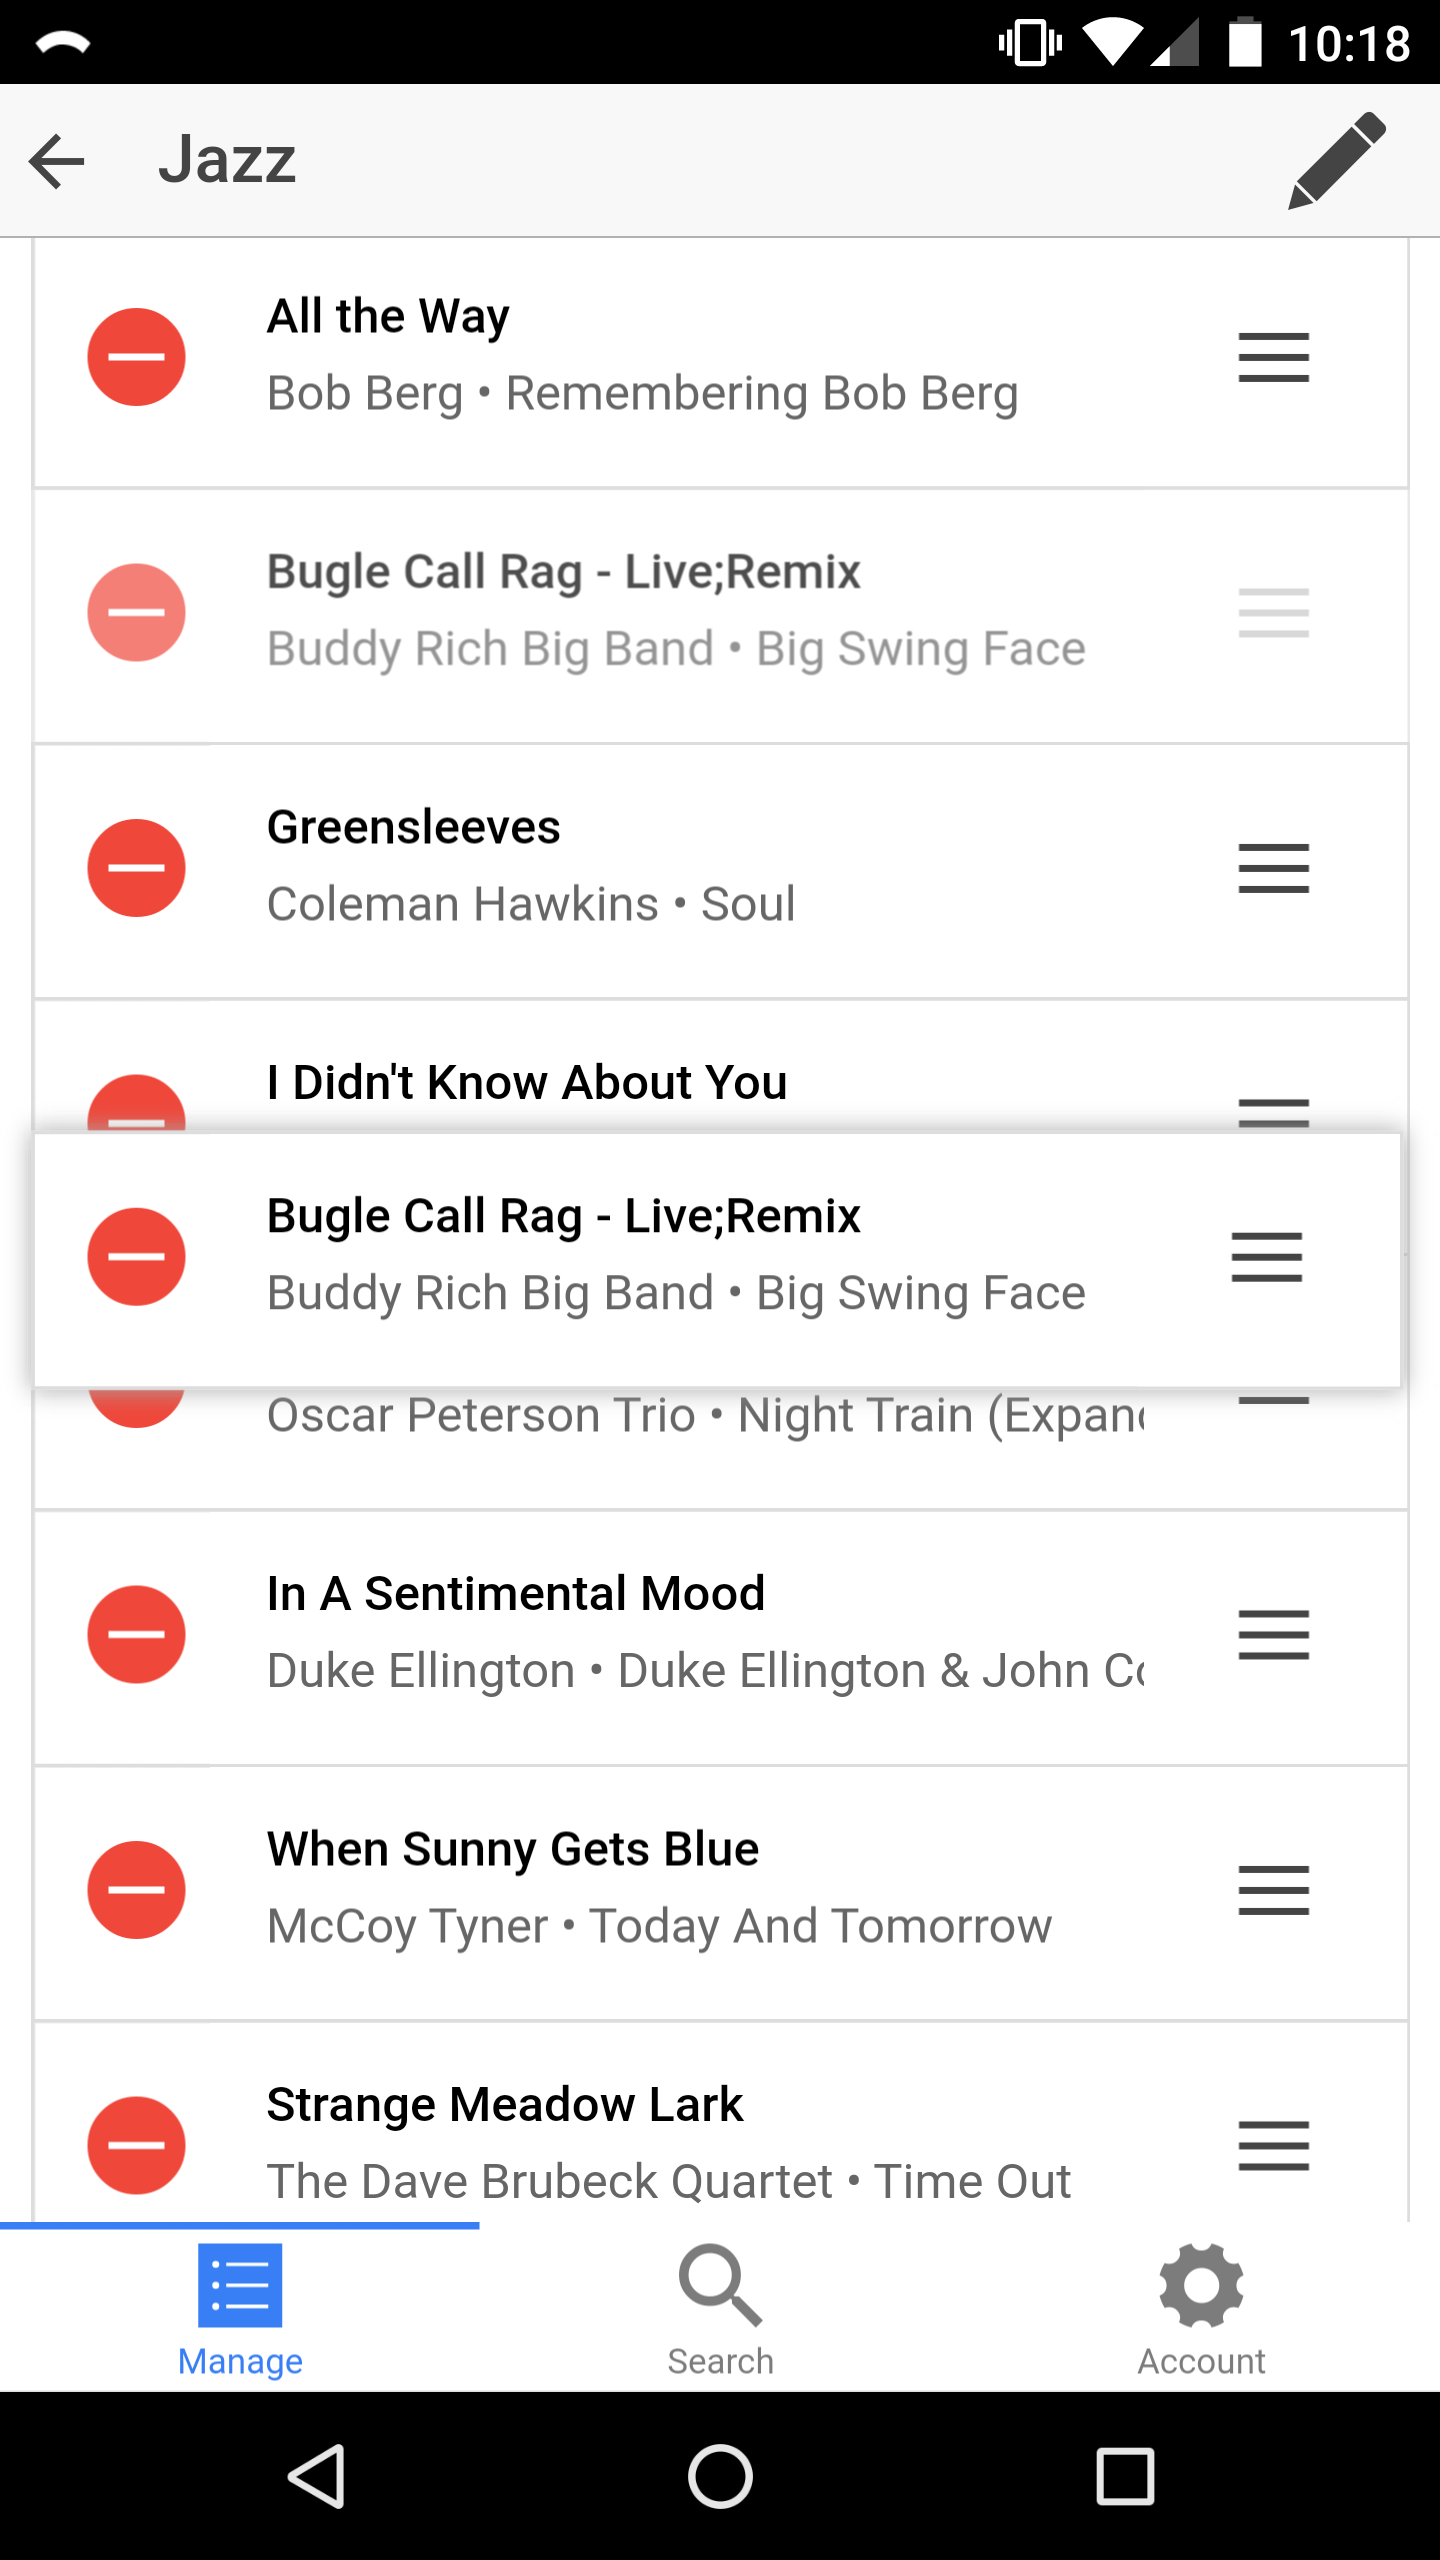 10:18
Jazz
All the Way
Bob Berg • Remembering Bob Berg
Bugle Call Rag - Live;Remix
Buddy Rich Big Band • Big Swing Face
Greensleeves
Coleman Hawkins • Soul
I Didn't Know About You
Bugle Call Rag - Live;Remix
Buddy Rich Big Band • Big Swing Face
Oscar Peterson Trio • Night Train
In A Sentimental Mood
Duke Ellington • Duke Ellington & John
When Sunny Gets Blue
McCoy Tyner • Today And Tomorrow
Strange Meadow Lark
The Dave Brubeck Quartet • Time Out
Manage
Search
Account